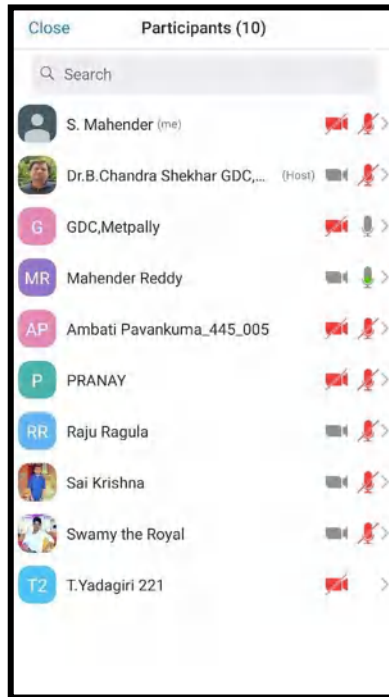 Close Participants (10)
Search
S. Mahender (me)
Dr.B.Chandra Shekhar GDC,... (Host)
G GDC,Metpally
MR Mahender Reddy
AP Ambati Pavankuma_445_005
P PRANAY
RR Raju Ragula
Sai Krishna
Swamy the Royal
T2 T.Yadagiri 221